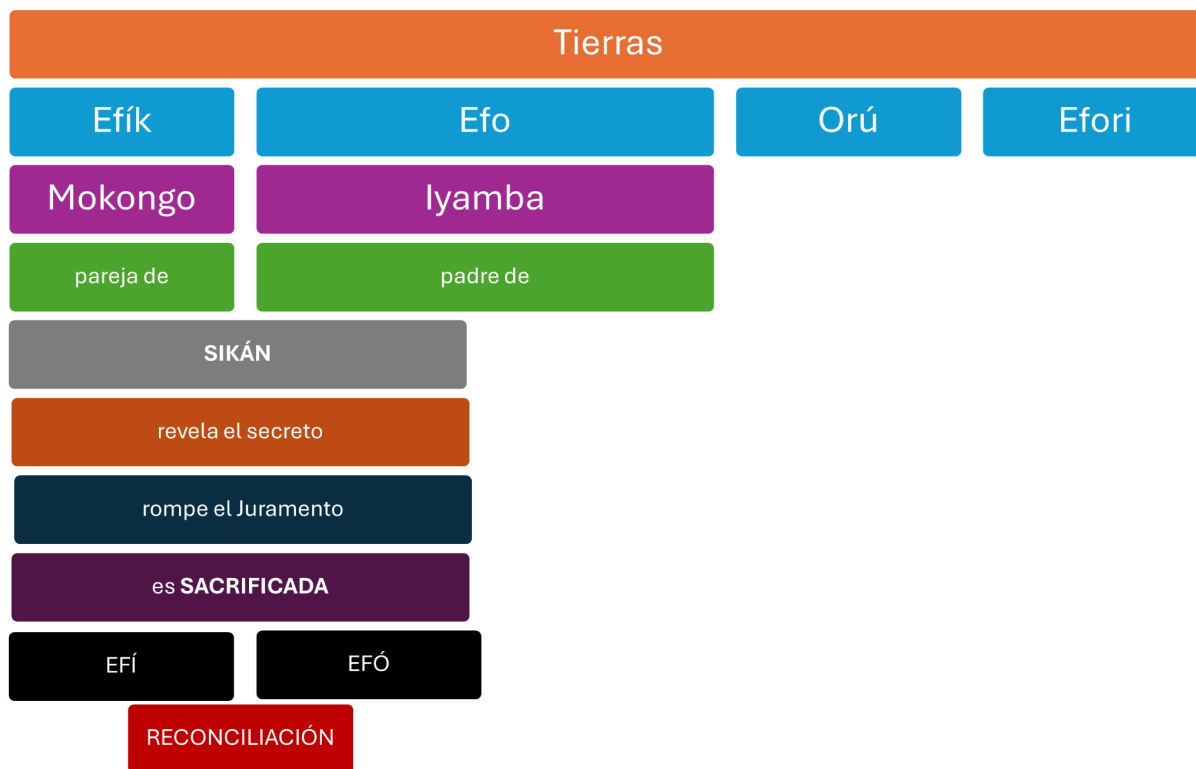 Tierras
Efík
Efo
Orú
Efori
Mokongo
Iyamba
pareja de
padre de
SIKÁN
revela el secreto
rompe el Juramento
es SACRIFICADA
EFÍ
EFÓ
RECONCILIACIÓN